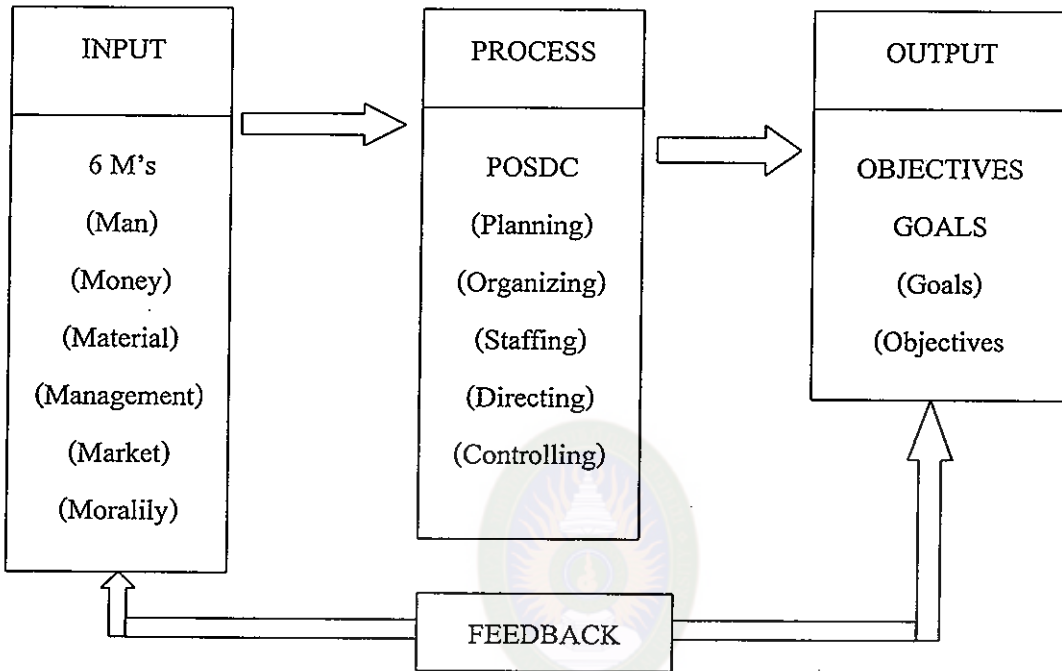 INPUT
6 M's
(Man)
(Money)
(Material)
(Management)
(Market)
(Moralily)
PROCESS
POSDC
(Planning)
(Organizing)
(Staffing)
(Directing)
(Controlling)
OUTPUT
OBJECTIVES
GOALS
(Goals)
(Objectives
FEEDBACK